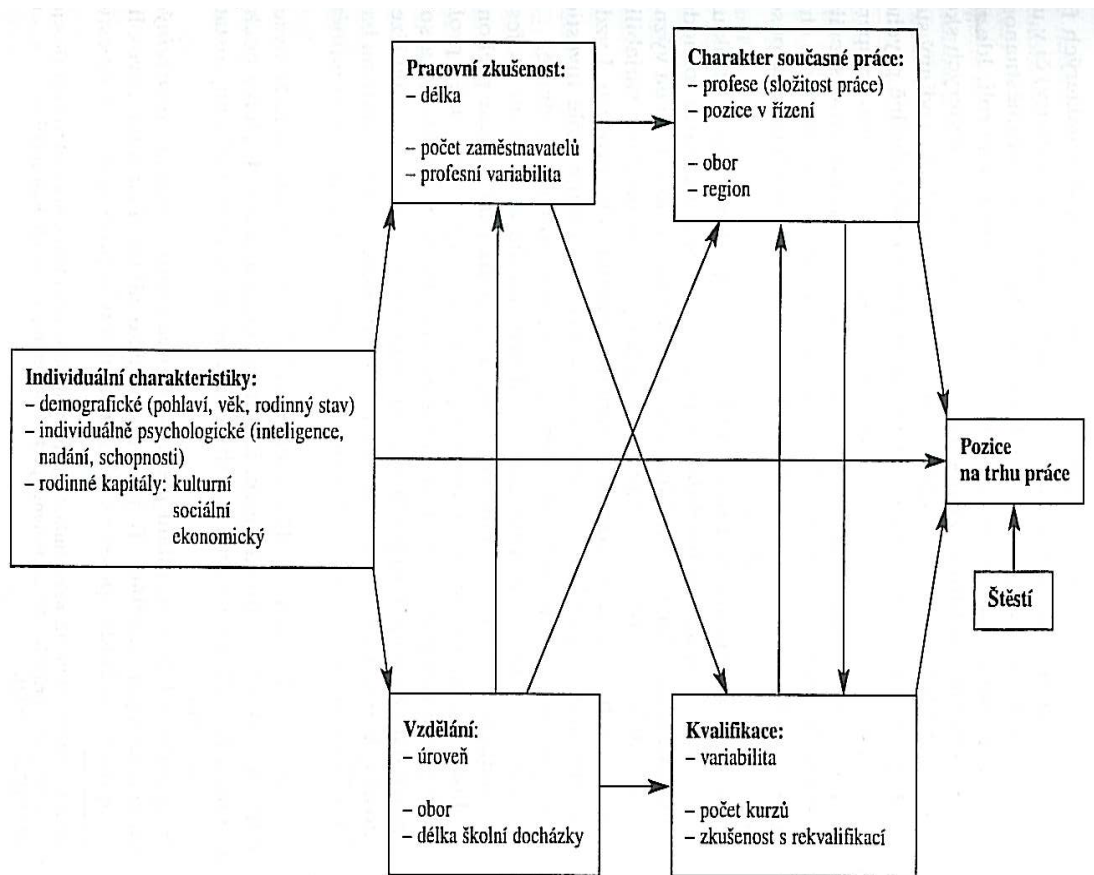 Pracovní zkušenost:
– délka
– počet zaměstnavatelů
– profesní variabilita
Charakter současné práce:
– profese (složitost práce)
– pozice v řízení
– obor
– region
Individuální charakteristiky:
– demografické (pohlaví, věk, rodinný stav)
– individuálně psychologické (inteligence,
nadání, schopnosti)
– rodinné kapitály: kulturní
sociální
ekonomický
Pozice
na trhu práce
Štěstí
Vzdělání:
– úroveň
– obor
– délka školní docházky
Kvalifikace:
– variabilita
– počet kurzů
– zkušenost s rekvalifikací